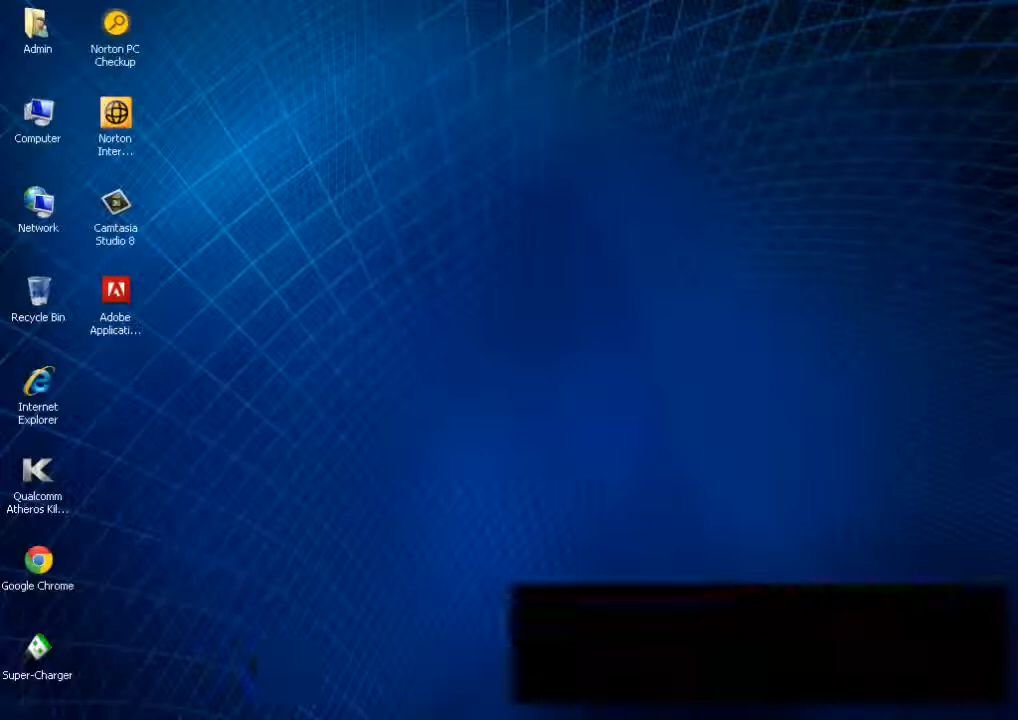 Admin
Norton PC
Checkup
Computer
Norton
Inter...
Network
Camtasia
Studio 8
Recycle Bin
Adobe
Applicati...
Internet
Explorer
Qualcomm
Atheros Kil...
Google Chrome
Super-Charger